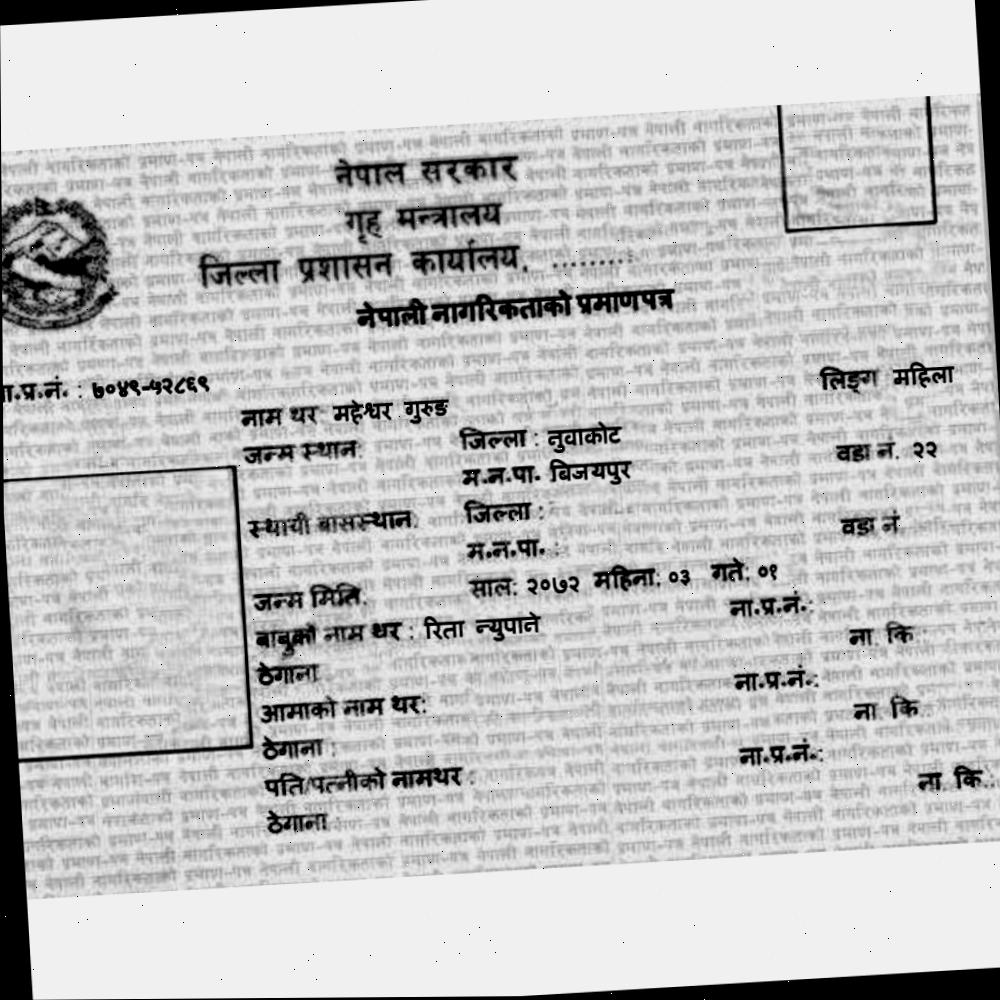 नेपाल सरकार
गृह मन्त्रालय
जिल्ला प्रशासन कार्यालय, .........
नेपाली नागरिकताको प्रमाणपत्र
ा.प्र.नं. : ७०४९-५२८६९ लिङ्ग महिला
नाम थर महेश्वर गुरुङ
जन्म स्थान: जिल्ला : नुवाकोट वडा नं. २२
म.न.पा. बिजयपुर
स्थायी बासस्थान: जिल्ला : वडा नं
म.न.पा. :
जन्म मिति: साल: २०७२ महिना: ०३ गते: ०१
बाबुको नाम थर : रिता न्युपाने ना.प्र.नं.:
ठेगाना ना कि :
आमाको नाम थर: ना.प्र.नं.:
ठेगाना : ना कि :
पति/पत्नीको नामथर : ना.प्र.नं.:
ठेगाना : ना कि.: